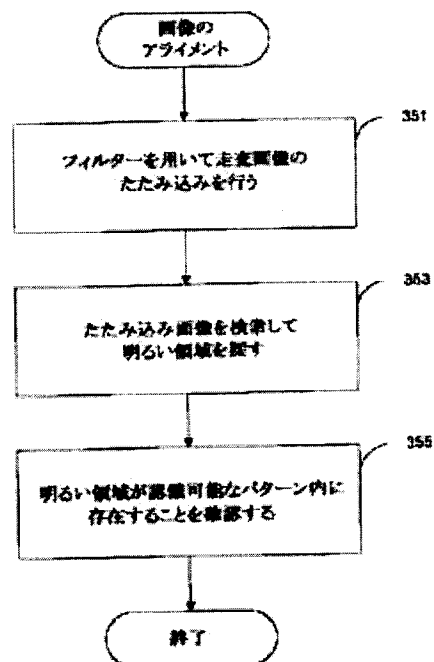 画像の
アライメント
351
フィルターを用いて走査画像の
たたみ込みを行う
353
たたみ込み画像を検索して
明るい領域を探す
355
明るい領域が認識可能なパターン内に
存在することを確認する
終了